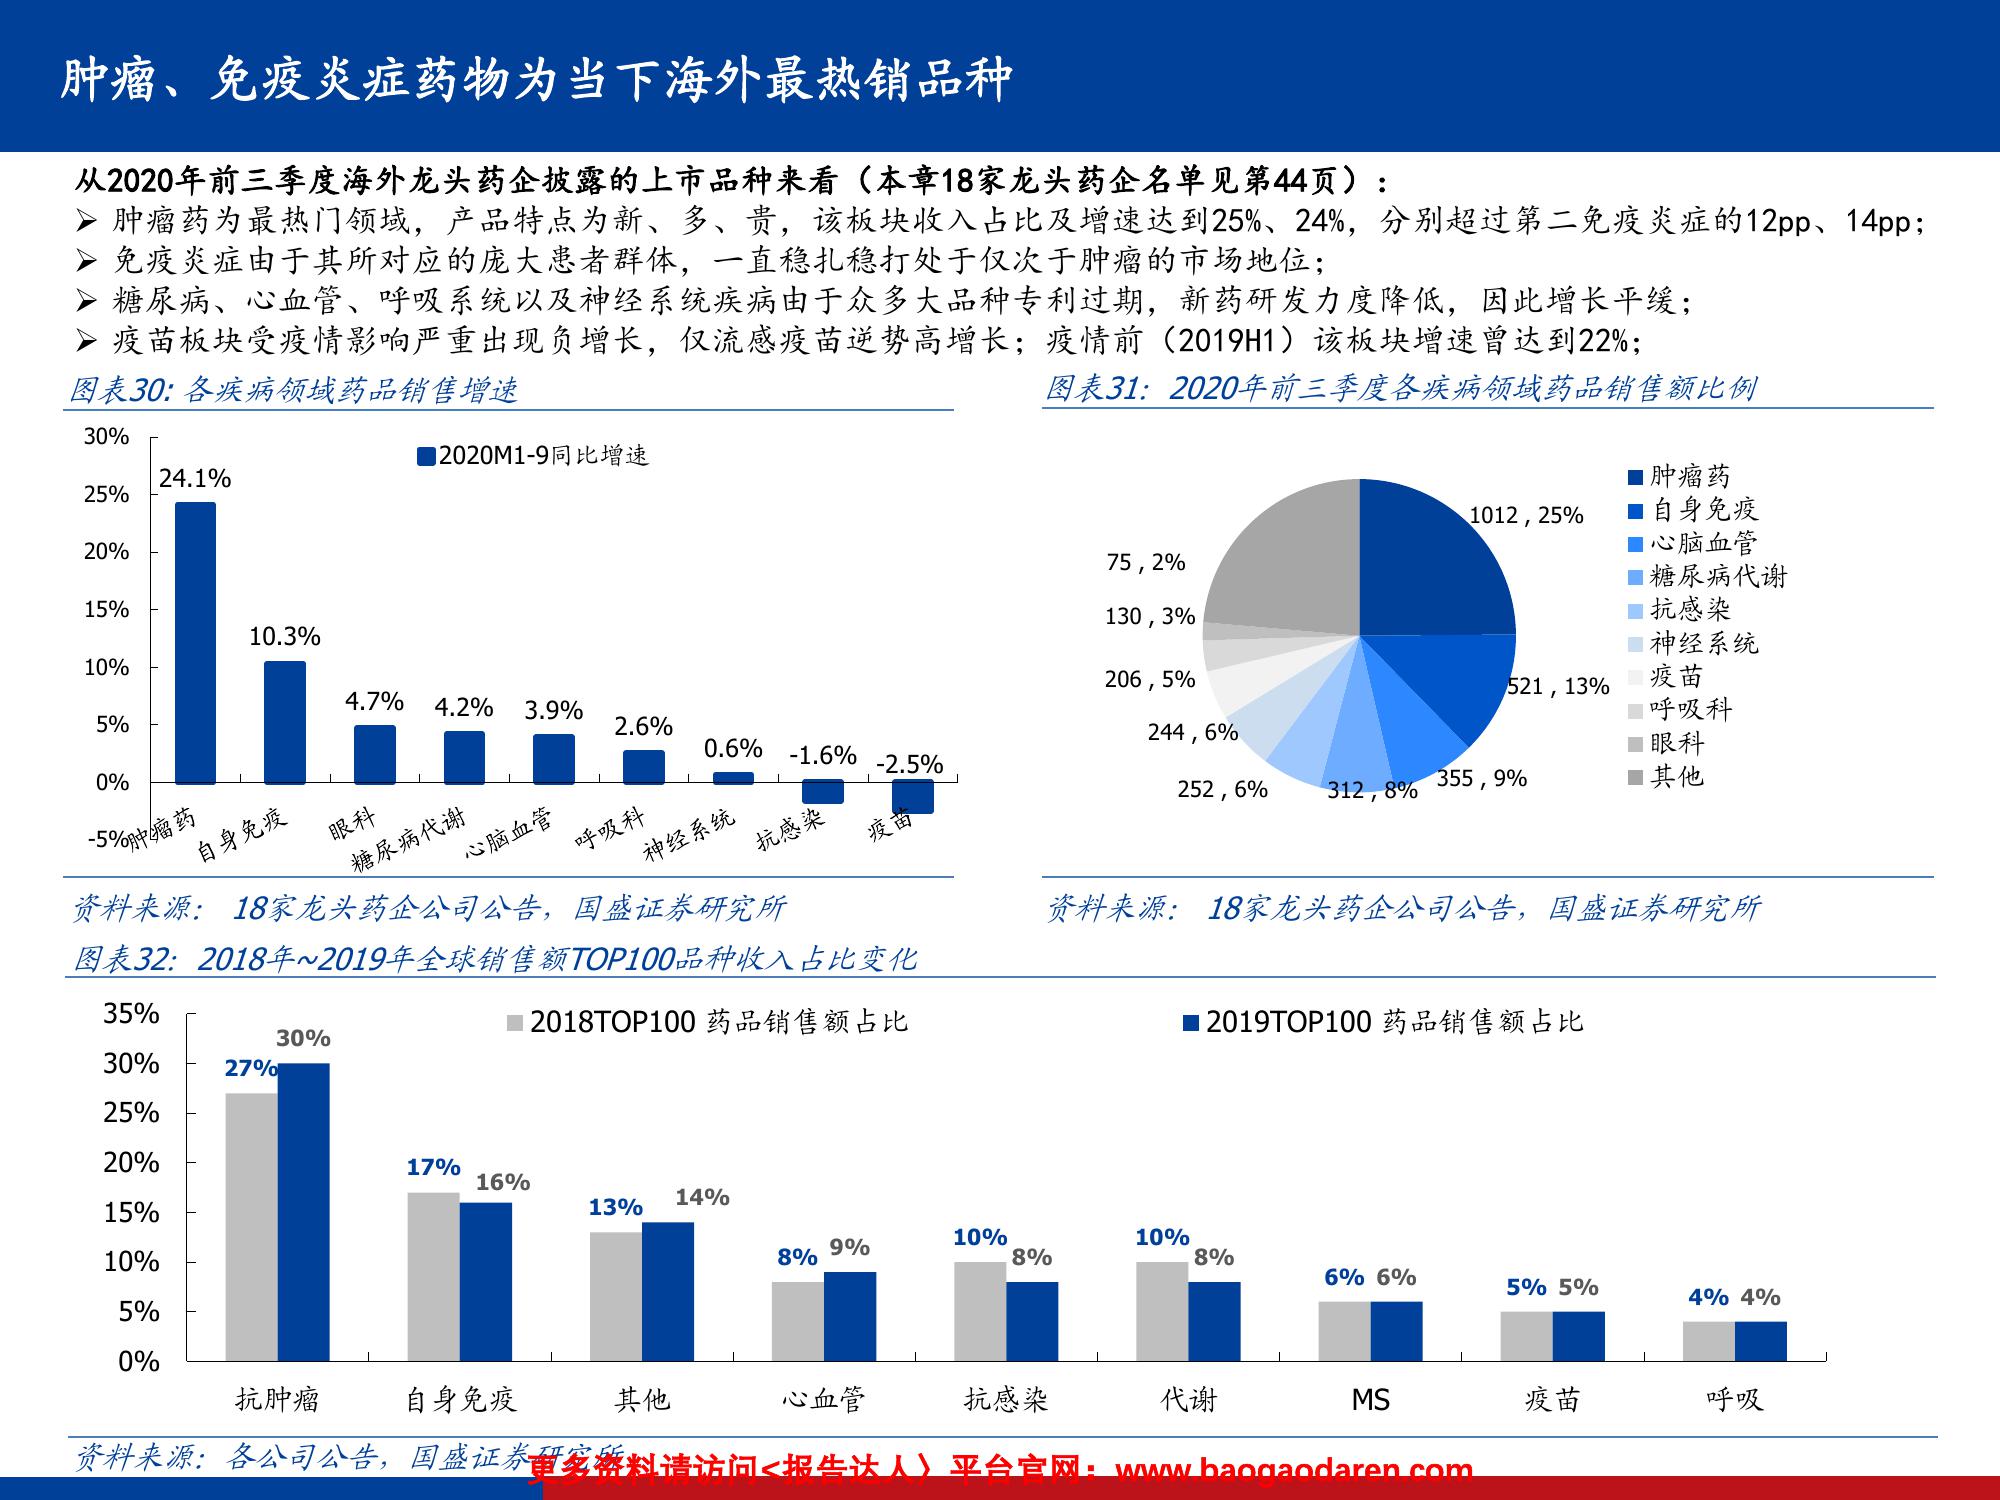 肿瘤、免疫炎症药物为当下海外最热销品种
从2020年前三季度海外龙头药企披露的上市品种来看（本章18家龙头药企名单见第44页）：
➢ 肿瘤药为最热门领域，产品特点为新、多、贵，该板块收入占比及增速达到25%、24%，分别超过第二免疫炎症的12pp、14pp；
➢ 免疫炎症由于其所对应的庞大患者群体，一直稳扎稳打处于仅次于肿瘤的市场地位；
➢ 糖尿病、心血管、呼吸系统以及神经系统疾病由于众多大品种专利过期，新药研发力度降低，因此增长平缓；
➢ 疫苗板块受疫情影响严重出现负增长，仅流感疫苗逆势高增长；疫情前（2019H1）该板块增速曾达到22%；
图表30: 各疾病领域药品销售增速
2020M1-9同比增速
30%
25%
20%
15%
10%
5%
0%
-5%
24.1%
10.3%
4.7%
4.2%
3.9%
2.6%
0.6%
-1.6%
-2.5%
肿瘤药
自身免疫
眼科
糖尿病代谢
心脑血管
呼吸科
神经系统
抗感染
疫苗
资料来源： 18家龙头药企公司公告，国盛证券研究所
图表31：2020年前三季度各疾病领域药品销售额比例
1012 , 25%
521 , 13%
355 , 9%
312 , 8%
252 , 6%
244 , 6%
206 , 5%
130 , 3%
75 , 2%
肿瘤药
自身免疫
心脑血管
糖尿病代谢
抗感染
神经系统
疫苗
呼吸科
眼科
其他
资料来源： 18家龙头药企公司公告，国盛证券研究所
图表32：2018年~2019年全球销售额TOP100品种收入占比变化
2018TOP100 药品销售额占比
2019TOP100 药品销售额占比
35%
30%
25%
20%
15%
10%
5%
0%
27% 30%
17% 16%
13% 14%
8% 9%
10% 8%
10% 8%
6% 6%
5% 5%
4% 4%
抗肿瘤
自身免疫
其他
心血管
抗感染
代谢
MS
疫苗
呼吸
资料来源：各公司公告，国盛证券研究所
更多资料请访问<报告达人〉平台官网：www.baogaodaren.com